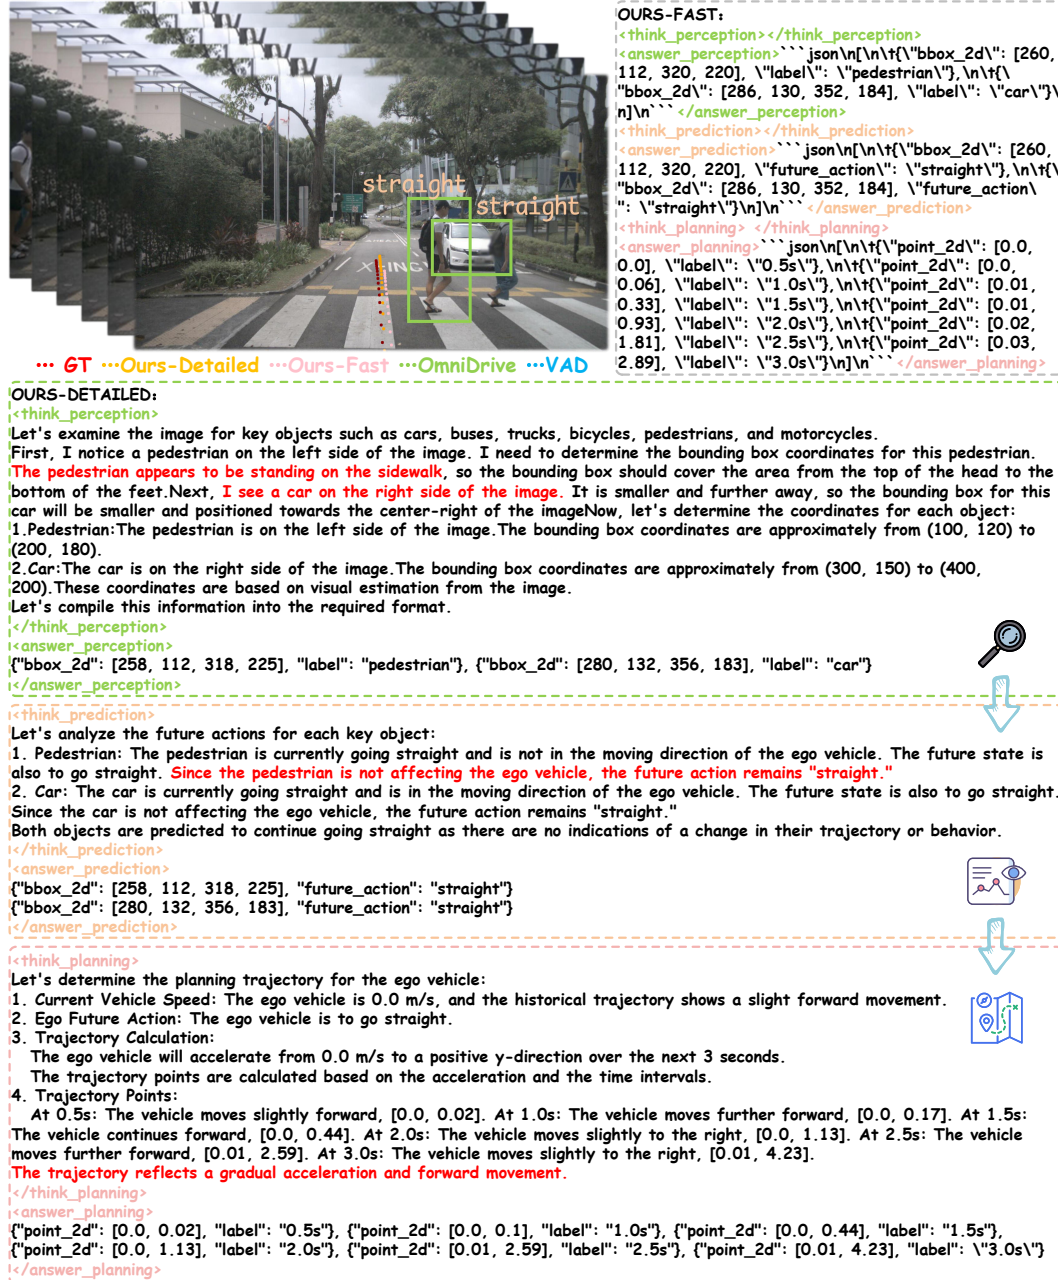 straight
straight
X-ING
··· GT ···Ours-Detailed ···Ours-Fast ···OmniDrive ···VAD
OURS-FAST:
<think_perception></think_perception>
<answer_perception>```json\n[\n\t{\"bbox_2d\": [260,
112, 320, 220], \"label\": \"pedestrian\"},\n\t{\
"bbox_2d\": [286, 130, 352, 184], \"label\": \"car\"}\
n]\n```</answer_perception>
<think_prediction></think_prediction>
<answer_prediction>```json\n[\n\t{\"bbox_2d\": [260,
112, 320, 220], \"future_action\": \"straight\"},\n\t{\
"bbox_2d\": [286, 130, 352, 184], \"future_action\
": \"straight\"}\n]\n```</answer_prediction>
<think_planning> </think_planning>
<answer_planning>```json\n[\n\t{\"point_2d\": [0.0,
0.0], \"label\": \"0.5s\"},\n\t{\"point_2d\": [0.0,
0.06], \"label\": \"1.0s\"},\n\t{\"point_2d\": [0.01,
0.33], \"label\": \"1.5s\"},\n\t{\"point_2d\": [0.01,
0.93], \"label\": \"2.0s\"},\n\t{\"point_2d\": [0.02,
1.81], \"label\": \"2.5s\"},\n\t{\"point_2d\": [0.03,
2.89], \"label\": \"3.0s\"}\n]\n```</answer_planning>
OURS-DETAILED:
<think_perception>
Let's examine the image for key objects such as cars, buses, trucks, bicycles, pedestrians, and motorcycles.
First, I notice a pedestrian on the left side of the image. I need to determine the bounding box coordinates for this pedestrian.
The pedestrian appears to be standing on the sidewalk, so the bounding box should cover the area from the top of the head to the
bottom of the feet.Next, I see a car on the right side of the image. It is smaller and further away, so the bounding box for this
car will be smaller and positioned towards the center-right of the imageNow, let's determine the coordinates for each object:
1.Pedestrian:The pedestrian is on the left side of the image.The bounding box coordinates are approximately from (100, 120) to
(200, 180).
2.Car:The car is on the right side of the image.The bounding box coordinates are approximately from (300, 150) to (400,
200).These coordinates are based on visual estimation from the image.
Let's compile this information into the required format.
</think_perception>
<answer_perception>
{"bbox_2d": [258, 112, 318, 225], "label": "pedestrian"}, {"bbox_2d": [280, 132, 356, 183], "label": "car"}
</answer_perception>
<think_prediction>
Let's analyze the future actions for each key object:
1. Pedestrian: The pedestrian is currently going straight and is not in the moving direction of the ego vehicle. The future state is
also to go straight. Since the pedestrian is not affecting the ego vehicle, the future action remains "straight."
2. Car: The car is currently going straight and is in the moving direction of the ego vehicle. The future state is also to go straight.
Since the car is not affecting the ego vehicle, the future action remains "straight."
Both objects are predicted to continue going straight as there are no indications of a change in their trajectory or behavior.
</think_prediction>
<answer_prediction>
{"bbox_2d": [258, 112, 318, 225], "future_action": "straight"}
{"bbox_2d": [280, 132, 356, 183], "future_action": "straight"}
</answer_prediction>
<think_planning>
Let's determine the planning trajectory for the ego vehicle:
1. Current Vehicle Speed: The ego vehicle is 0.0 m/s, and the historical trajectory shows a slight forward movement.
2. Ego Future Action: The ego vehicle is to go straight.
3. Trajectory Calculation:
The ego vehicle will accelerate from 0.0 m/s to a positive y-direction over the next 3 seconds.
The trajectory points are calculated based on the acceleration and the time intervals.
4. Trajectory Points:
At 0.5s: The vehicle moves slightly forward, [0.0, 0.02]. At 1.0s: The vehicle moves further forward, [0.0, 0.17]. At 1.5s:
The vehicle continues forward, [0.0, 0.44]. At 2.0s: The vehicle moves slightly to the right, [0.0, 1.13]. At 2.5s: The vehicle
moves further forward, [0.01, 2.59]. At 3.0s: The vehicle moves slightly to the right, [0.01, 4.23].
The trajectory reflects a gradual acceleration and forward movement.
</think_planning>
<answer_planning>
{"point_2d": [0.0, 0.02], "label": "0.5s"}, {"point_2d": [0.0, 0.1], "label": "1.0s"}, {"point_2d": [0.0, 0.44], "label": "1.5s"},
{"point_2d": [0.0, 1.13], "label": "2.0s"}, {"point_2d": [0.01, 2.59], "label": "2.5s"}, {"point_2d": [0.01, 4.23], "label": \"3.0s\"}
</answer_planning>